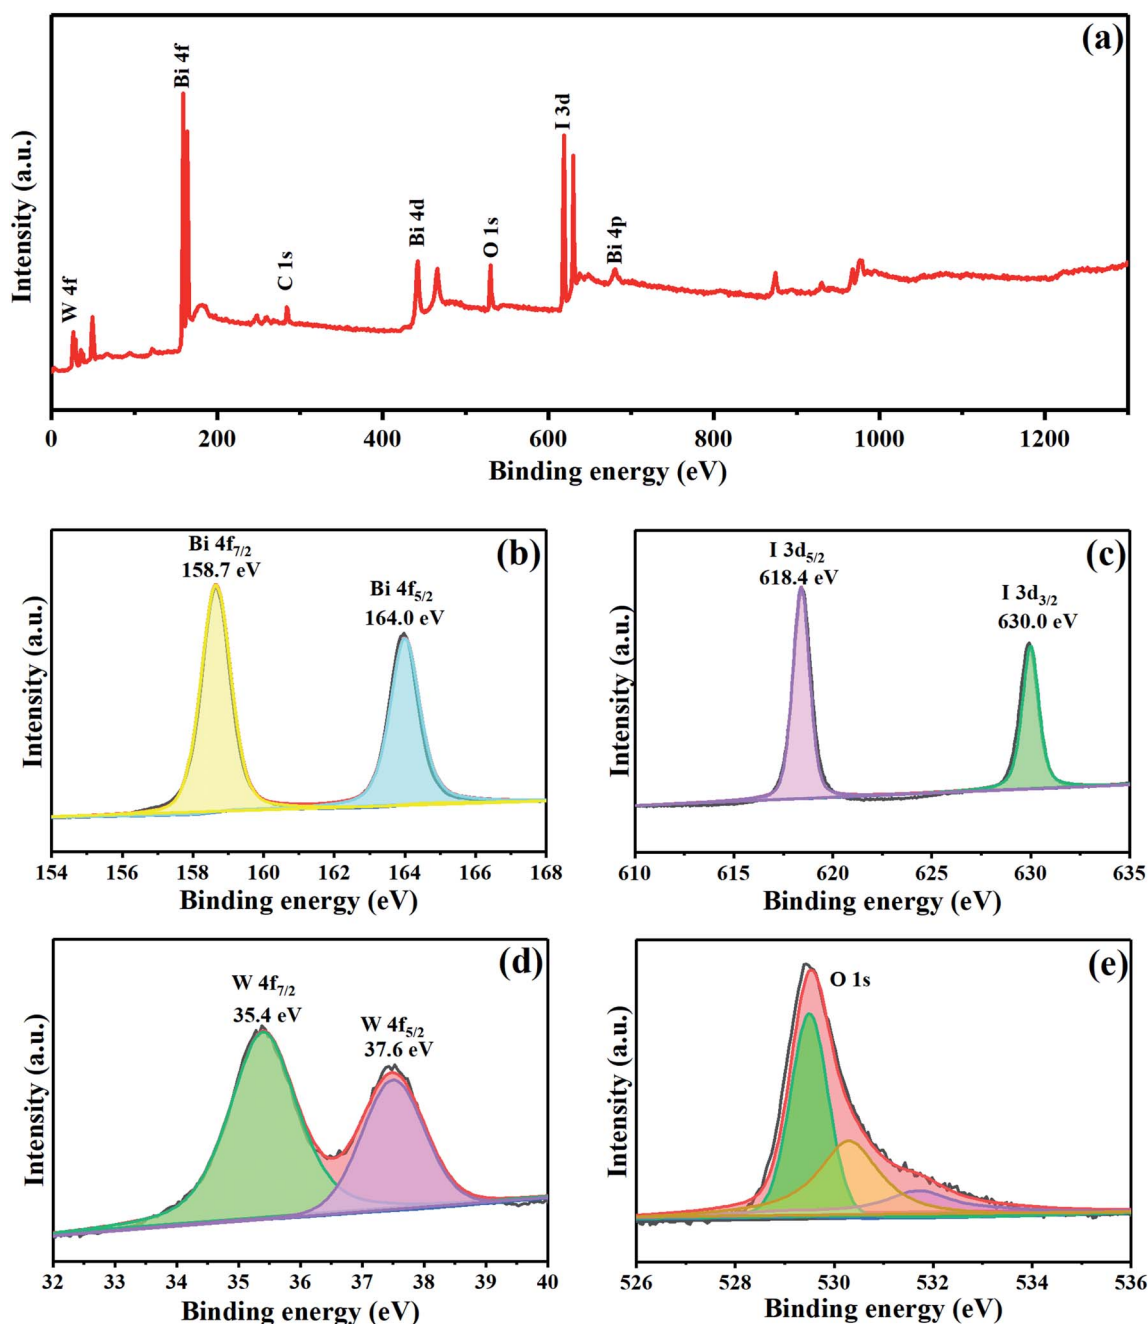 (a)
Intensity (a.u.)
W 4f
Bi 4f
C 1s
Bi 4d
O 1s
I 3d
Bi 4p
0 200 400 600 800 1000 1200
Binding energy (eV)
(b)
Intensity (a.u.)
Bi 4f7/2
158.7 eV
Bi 4f5/2
164.0 eV
154 156 158 160 162 164 166 168
Binding energy (eV)
(c)
Intensity (a.u.)
I 3d5/2
618.4 eV
I 3d3/2
630.0 eV
610 615 620 625 630 635
Binding energy (eV)
(d)
Intensity (a.u.)
W 4f7/2
35.4 eV
W 4f5/2
37.6 eV
32 33 34 35 36 37 38 39 40
Binding energy (eV)
(e)
Intensity (a.u.)
O 1s
526 528 530 532 534 536
Binding energy (eV)